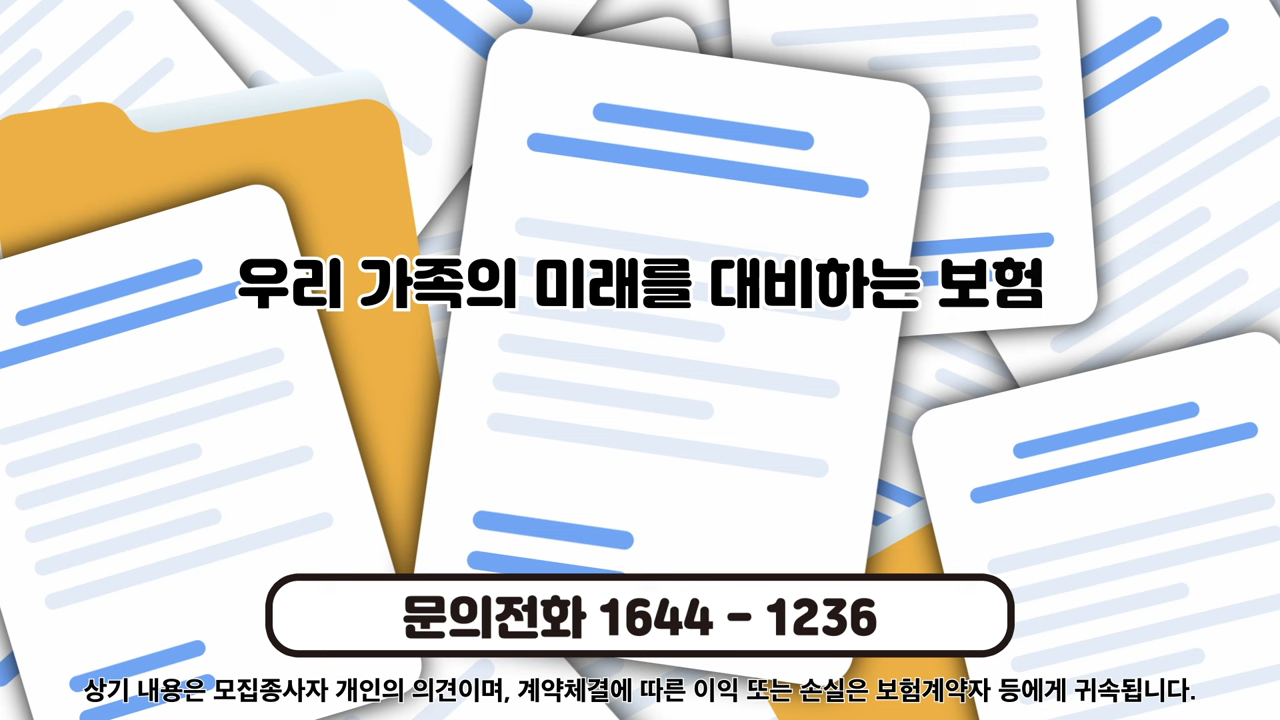 우리 가족의 미래를 대비하는 보험
문의전화 1644 - 1236
상기 내용은 모집종사자 개인의 의견이며, 계약체결에 따른 이익 또는 손실은 보험계약자 등에게 귀속됩니다.